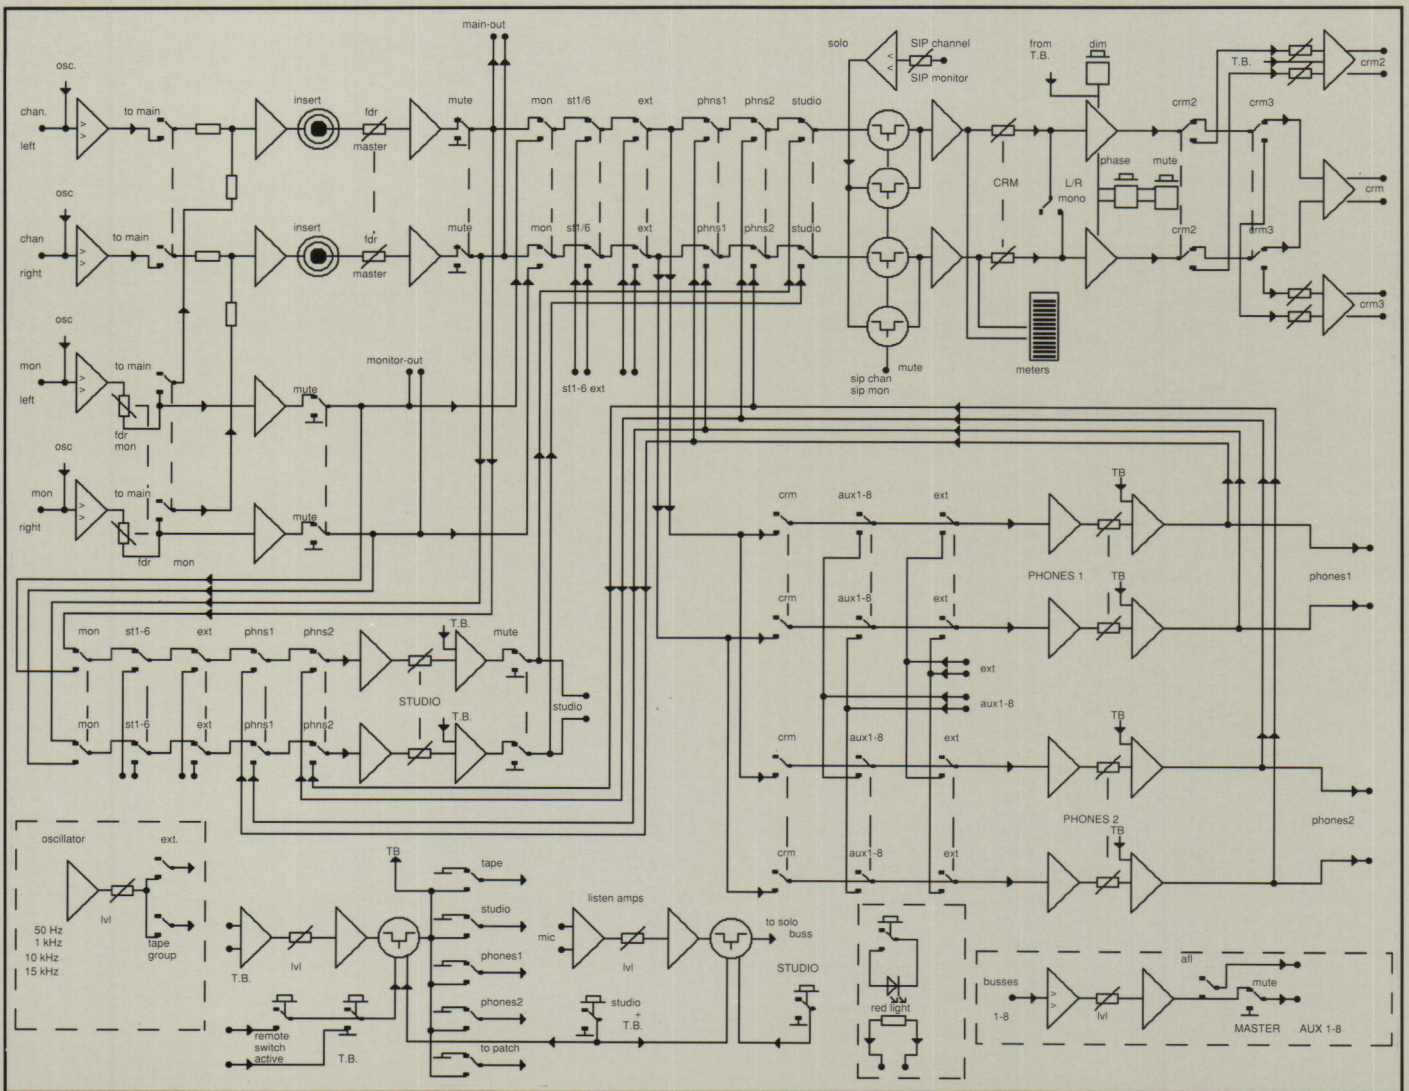 main-out
osc.
chan.
left
to main
insert
fdr
master
mute
mon
st1/6
ext
phns1
phns2
studio
solo
SIP channel
SIP monitor
from
T.B.
dim
crm2
crm3
T.B.
crm2
osc
chan
right
to main
insert
fdr
master
mute
mon
st1/6
ext
phns1
phns2
studio
CRM
L/R
mono
phase
mute
crm2
crm3
crm
crm3
osc
mon
left
to main
fdr
mon
mute
monitor-out
st1-6 ext
sip chan
sip mon
mute
meters
osc
mon
right
to main
fdr
mon
mute
crm
aux1-8
ext
TB
PHONES 1
phones1
crm
aux1-8
ext
TB
ext
aux1-8
mon
st1-6
ext
phns1
phns2
T.B.
mute
STUDIO
studio
mon
st1-6
ext
phns1
phns2
T.B.
crm
aux1-8
ext
TB
PHONES 2
phones2
crm
aux1-8
ext
TB
oscillator
ext.
lvl
50 Hz
1 kHz
10 kHz
15 kHz
tape
group
TB
T.B.
lvl
remote
switch
active
T.B.
tape
studio
phones1
phones2
to patch
listen amps
mic
lvl
to solo
buss
STUDIO
studio
+
T.B.
red light
busses
1-8
lvl
afl
mute
MASTER
AUX 1-8